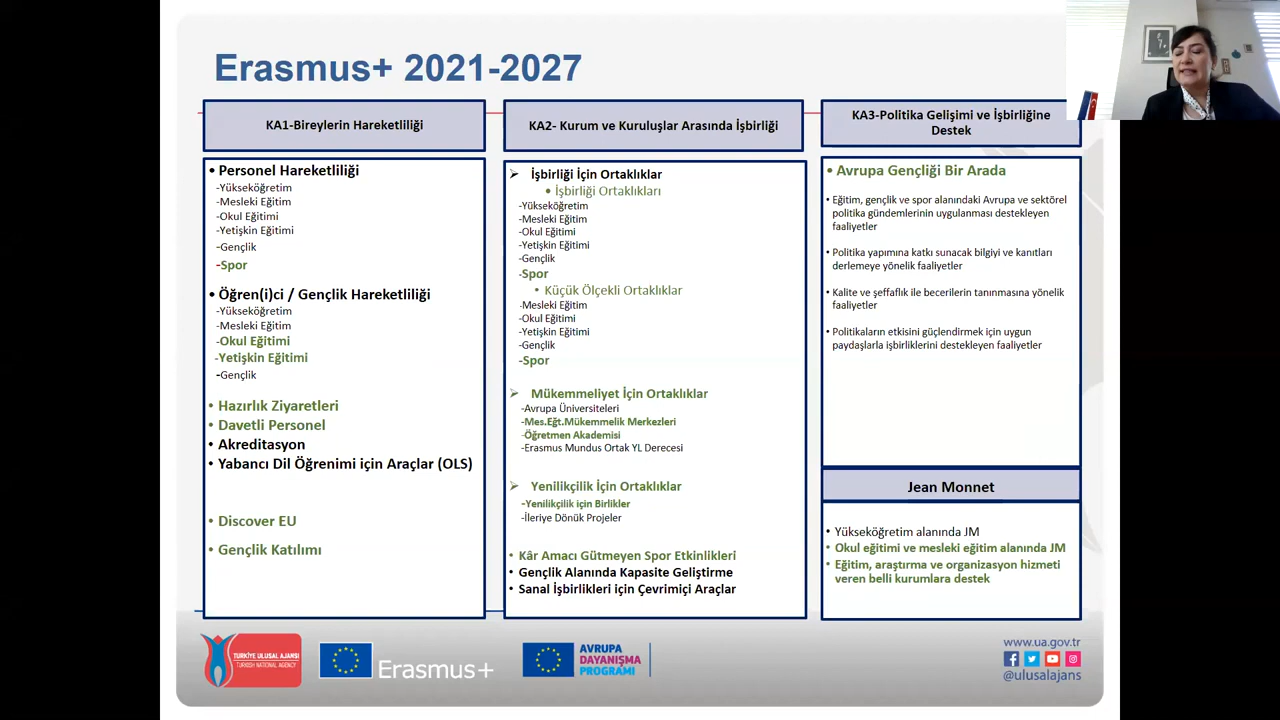 Erasmus+ 2021-2027
KA1-Bireylerin Hareketliliği
• Personel Hareketliliği
-Yükseköğretim
-Mesleki Eğitim
-Okul Eğitimi
-Yetişkin Eğitimi
-Gençlik
-Spor
• Öğren(i)ci / Gençlik Hareketliliği
-Yükseköğretim
-Mesleki Eğitim
-Okul Eğitimi
-Yetişkin Eğitimi
-Gençlik
• Hazırlık Ziyaretleri
• Davetli Personel
• Akreditasyon
• Yabancı Dil Öğrenimi için Araçlar (OLS)
• Discover EU
• Gençlik Katılımı
KA2- Kurum ve Kuruluşlar Arasında İşbirliği
➢ İşbirliği İçin Ortaklıklar
• İşbirliği Ortaklıkları
-Yükseköğretim
-Mesleki Eğitim
-Okul Eğitimi
-Yetişkin Eğitimi
-Gençlik
-Spor
• Küçük Ölçekli Ortaklıklar
-Mesleki Eğitim
-Okul Eğitimi
-Yetişkin Eğitimi
-Gençlik
-Spor
➢ Mükemmeliyet İçin Ortaklıklar
-Avrupa Üniversiteleri
-Mes.Eğt.Mükemmelik Merkezleri
-Öğretmen Akademisi
-Erasmus Mundus Ortak YL Derecesi
➢ Yenilikçilik İçin Ortaklıklar
-Yenilikçilik için Birlikler
-İleriye Dönük Projeler
• Kâr Amacı Gütmeyen Spor Etkinlikleri
• Gençlik Alanında Kapasite Geliştirme
• Sanal İşbirlikleri için Çevrimiçi Araçlar
KA3-Politika Gelişimi ve İşbirliğine
Destek
• Avrupa Gençliği Bir Arada
• Eğitim, gençlik ve spor alanındaki Avrupa ve sektörel
politika gündemlerinin uygulanması destekleyen
faaliyetler
• Politika yapımına katkı sunacak bilgiyi ve kanıtları
derlemeye yönelik faaliyetler
• Kalite ve şeffaflık ile becerilerin tanınmasına yönelik
faaliyetler
• Politikaların etkisini güçlendirmek için uygun
paydaşlarla işbirliklerini destekleyen faaliyetler
Jean Monnet
• Yükseköğretim alanında JM
• Okul eğitimi ve mesleki eğitim alanında JM
• Eğitim, araştırma ve organizasyon hizmeti
veren belli kurumlara destek
TÜRKİYE ULUSAL AJANSI
TURKISH NATIONAL AGENCY
Erasmus+
AVRUPA
DAYANIŞMA
PROGRAMI
www.ua.gov.tr
@ulusalajans